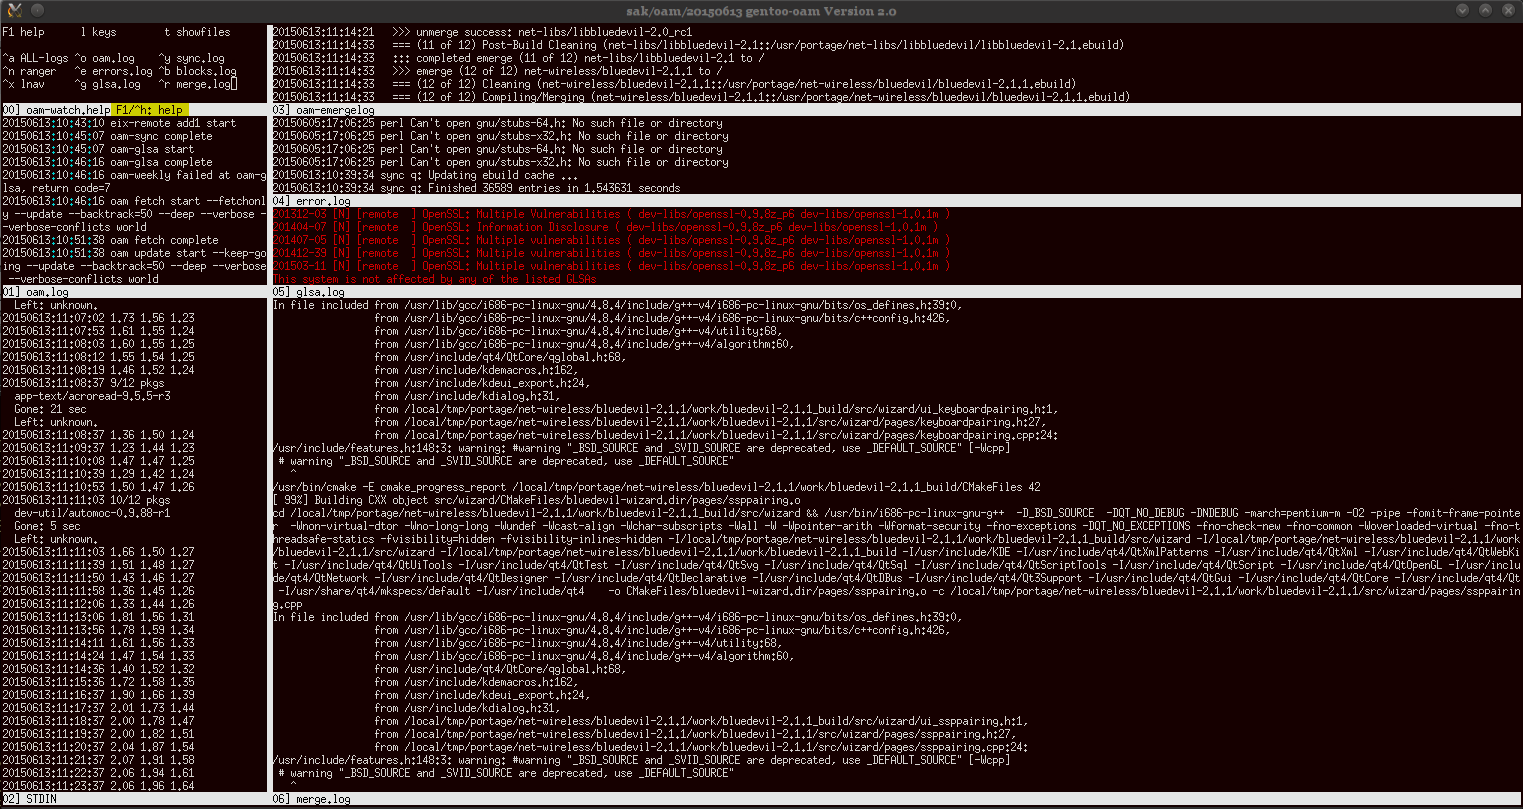 sak/oam/20150613 gentoo-oam Version 2.0
F1 help      l keys        t showfiles
^a ALL-logs ^o oam.log    ^y sync.log
^n ranger   ^e errors.log ^b blocks.log
^x lnav     ^g glsa.log   ^r merge.log
00] oam-watch.help F1/^h: help
20150613:10:43:10 eix-remote add1 start
20150613:10:45:07 oam-sync complete
20150613:10:45:07 oam-glsa start
20150613:10:46:16 oam-glsa complete
20150613:10:46:16 oam-weekly failed at oam-g
lsa, return code=7
20150613:10:46:16 oam fetch start --fetchonl
y --update --backtrack=50 --deep --verbose -
-verbose-conflicts world
20150613:10:51:38 oam fetch complete
20150613:10:51:38 oam update start --keep-go
ing --update --backtrack=50 --deep --verbose
 --verbose-conflicts world
01] oam.log
  Left: unknown.
20150613:11:07:02 1.73 1.56 1.23
20150613:11:07:53 1.61 1.55 1.24
20150613:11:08:03 1.60 1.55 1.25
20150613:11:08:12 1.55 1.54 1.25
20150613:11:08:19 1.46 1.52 1.24
20150613:11:08:37 9/12 pkgs
  app-text/acroread-9.5.5-r3
  Gone: 21 sec
  Left: unknown.
20150613:11:08:37 1.36 1.50 1.24
20150613:11:09:37 1.23 1.44 1.23
20150613:11:10:08 1.47 1.47 1.25
20150613:11:10:39 1.29 1.42 1.24
20150613:11:10:53 1.50 1.47 1.26
20150613:11:11:03 10/12 pkgs
  dev-util/automoc-0.9.88-r1
  Gone: 5 sec
  Left: unknown.
20150613:11:11:03 1.66 1.50 1.27
20150613:11:11:39 1.51 1.48 1.27
20150613:11:11:50 1.43 1.46 1.27
20150613:11:11:58 1.36 1.45 1.26
20150613:11:12:06 1.33 1.44 1.26
20150613:11:13:06 1.81 1.56 1.31
20150613:11:13:56 1.78 1.59 1.34
20150613:11:14:11 1.61 1.56 1.33
20150613:11:14:24 1.47 1.54 1.33
20150613:11:14:36 1.40 1.52 1.32
20150613:11:15:36 1.72 1.58 1.35
20150613:11:16:37 1.90 1.66 1.39
20150613:11:17:37 2.01 1.73 1.44
20150613:11:18:37 2.00 1.78 1.47
20150613:11:19:37 2.00 1.82 1.51
20150613:11:20:37 2.04 1.87 1.54
20150613:11:21:37 2.07 1.91 1.58
20150613:11:22:37 2.06 1.94 1.61
20150613:11:23:37 2.06 1.96 1.64
02] STDIN
20150613:11:14:21   >>> unmerge success: net-libs/libbluedevil-2.0_rc1
20150613:11:14:33   === (11 of 12) Post-Build Cleaning (net-libs/libbluedevil-2.1::/usr/portage/net-libs/libbluedevil/libbluedevil-2.1.ebuild)
20150613:11:14:33   ::: completed emerge (11 of 12) net-libs/libbluedevil-2.1 to /
20150613:11:14:33   >>> emerge (12 of 12) net-wireless/bluedevil-2.1.1 to /
20150613:11:14:33   === (12 of 12) Cleaning (net-wireless/bluedevil-2.1.1::/usr/portage/net-wireless/bluedevil/bluedevil-2.1.1.ebuild)
20150613:11:14:33   === (12 of 12) Compiling/Merging (net-wireless/bluedevil-2.1.1::/usr/portage/net-wireless/bluedevil/bluedevil-2.1.1.ebuild)
03] oam-emergelog
20150605:17:06:25 perl Can't open gnu/stubs-64.h: No such file or directory
20150605:17:06:25 perl Can't open gnu/stubs-x32.h: No such file or directory
20150605:17:06:25 perl Can't open gnu/stubs-64.h: No such file or directory
20150605:17:06:25 perl Can't open gnu/stubs-x32.h: No such file or directory
20150613:10:39:34 sync q: Updating ebuild cache ...
20150613:10:39:34 sync q: Finished 36589 entries in 1.543631 seconds
04] error.log
201312-03 [N] [remote  ] OpenSSL: Multiple Vulnerabilities ( dev-libs/openssl-0.9.8z_p6 dev-libs/openssl-1.0.1m )
201404-07 [N] [remote  ] OpenSSL: Information Disclosure ( dev-libs/openssl-0.9.8z_p6 dev-libs/openssl-1.0.1m )
201407-05 [N] [remote  ] OpenSSL: Multiple vulnerabilities ( dev-libs/openssl-0.9.8z_p6 dev-libs/openssl-1.0.1m )
201412-39 [N] [remote  ] OpenSSL: Multiple vulnerabilities ( dev-libs/openssl-0.9.8z_p6 dev-libs/openssl-1.0.1m )
201503-11 [N] [remote  ] OpenSSL: Multiple vulnerabilities ( dev-libs/openssl-0.9.8z_p6 dev-libs/openssl-1.0.1m )
This system is not affected by any of the listed GLSAs
05] glsa.log
In file included from /usr/lib/gcc/i686-pc-linux-gnu/4.8.4/include/g++-v4/i686-pc-linux-gnu/bits/os_defines.h:39:0,
                 from /usr/lib/gcc/i686-pc-linux-gnu/4.8.4/include/g++-v4/i686-pc-linux-gnu/bits/c++config.h:426,
                 from /usr/lib/gcc/i686-pc-linux-gnu/4.8.4/include/g++-v4/utility:68,
                 from /usr/lib/gcc/i686-pc-linux-gnu/4.8.4/include/g++-v4/algorithm:60,
                 from /usr/include/qt4/QtCore/qglobal.h:68,
                 from /usr/include/kdemacros.h:162,
                 from /usr/include/kdeui_export.h:24,
                 from /usr/include/kdialog.h:31,
                 from /local/tmp/portage/net-wireless/bluedevil-2.1.1/work/bluedevil-2.1.1_build/src/wizard/ui_keyboardpairing.h:1,
                 from /local/tmp/portage/net-wireless/bluedevil-2.1.1/work/bluedevil-2.1.1/src/wizard/pages/keyboardpairing.h:27,
                 from /local/tmp/portage/net-wireless/bluedevil-2.1.1/work/bluedevil-2.1.1/src/wizard/pages/keyboardpairing.cpp:24:
/usr/include/features.h:148:3: warning: #warning "_BSD_SOURCE and _SVID_SOURCE are deprecated, use _DEFAULT_SOURCE" [-Wcpp]
 # warning "_BSD_SOURCE and _SVID_SOURCE are deprecated, use _DEFAULT_SOURCE"
   ^
/usr/bin/cmake -E cmake_progress_report /local/tmp/portage/net-wireless/bluedevil-2.1.1/work/bluedevil-2.1.1_build/CMakeFiles 42
[ 99%] Building CXX object src/wizard/CMakeFiles/bluedevil-wizard.dir/pages/ssppairing.o
cd /local/tmp/portage/net-wireless/bluedevil-2.1.1/work/bluedevil-2.1.1_build/src/wizard && /usr/bin/i686-pc-linux-gnu-g++  -D_BSD_SOURCE  -DQT_NO_DEBUG -DNDEBUG -march=pentium-m -O2 -pipe -fomit-frame-pointe
r -Wnon-virtual-dtor -Wno-long-long -Wundef -Wcast-align -Wchar-subscripts -Wall -W -Wpointer-arith -Wformat-security -fno-exceptions -DQT_NO_EXCEPTIONS -fno-check-new -fno-common -Woverloaded-virtual -fno-t
hreadsafe-statics -fvisibility=hidden -fvisibility-inlines-hidden -I/local/tmp/portage/net-wireless/bluedevil-2.1.1/work/bluedevil-2.1.1_build/src/wizard -I/local/tmp/portage/net-wireless/bluedevil-2.1.1/work
/bluedevil-2.1.1/src/wizard -I/local/tmp/portage/net-wireless/bluedevil-2.1.1/work/bluedevil-2.1.1_build -I/usr/include/KDE -I/usr/include/qt4/QtXmlPatterns -I/usr/include/qt4/QtXml -I/usr/include/qt4/QtWebKi
t -I/usr/include/qt4/QtUiTools -I/usr/include/qt4/QtTest -I/usr/include/qt4/QtSvg -I/usr/include/qt4/QtSql -I/usr/include/qt4/QtScriptTools -I/usr/include/qt4/QtScript -I/usr/include/qt4/QtOpenGL -I/usr/inclu
de/qt4/QtNetwork -I/usr/include/qt4/QtDesigner -I/usr/include/qt4/QtDeclarative -I/usr/include/qt4/QtDBus -I/usr/include/qt4/Qt3Support -I/usr/include/qt4/QtGui -I/usr/include/qt4/QtCore -I/usr/include/qt4/Qt
 -I/usr/share/qt4/mkspecs/default -I/usr/include/qt4    -o CMakeFiles/bluedevil-wizard.dir/pages/ssppairing.o -c /local/tmp/portage/net-wireless/bluedevil-2.1.1/work/bluedevil-2.1.1/src/wizard/pages/ssppairin
g.cpp
In file included from /usr/lib/gcc/i686-pc-linux-gnu/4.8.4/include/g++-v4/i686-pc-linux-gnu/bits/os_defines.h:39:0,
                 from /usr/lib/gcc/i686-pc-linux-gnu/4.8.4/include/g++-v4/i686-pc-linux-gnu/bits/c++config.h:426,
                 from /usr/lib/gcc/i686-pc-linux-gnu/4.8.4/include/g++-v4/utility:68,
                 from /usr/lib/gcc/i686-pc-linux-gnu/4.8.4/include/g++-v4/algorithm:60,
                 from /usr/include/qt4/QtCore/qglobal.h:68,
                 from /usr/include/kdemacros.h:162,
                 from /usr/include/kdeui_export.h:24,
                 from /usr/include/kdialog.h:31,
                 from /local/tmp/portage/net-wireless/bluedevil-2.1.1/work/bluedevil-2.1.1_build/src/wizard/ui_ssppairing.h:1,
                 from /local/tmp/portage/net-wireless/bluedevil-2.1.1/work/bluedevil-2.1.1/src/wizard/pages/ssppairing.h:27,
                 from /local/tmp/portage/net-wireless/bluedevil-2.1.1/work/bluedevil-2.1.1/src/wizard/pages/ssppairing.cpp:24:
/usr/include/features.h:148:3: warning: #warning "_BSD_SOURCE and _SVID_SOURCE are deprecated, use _DEFAULT_SOURCE" [-Wcpp]
 # warning "_BSD_SOURCE and _SVID_SOURCE are deprecated, use _DEFAULT_SOURCE"
   ^
06] merge.log